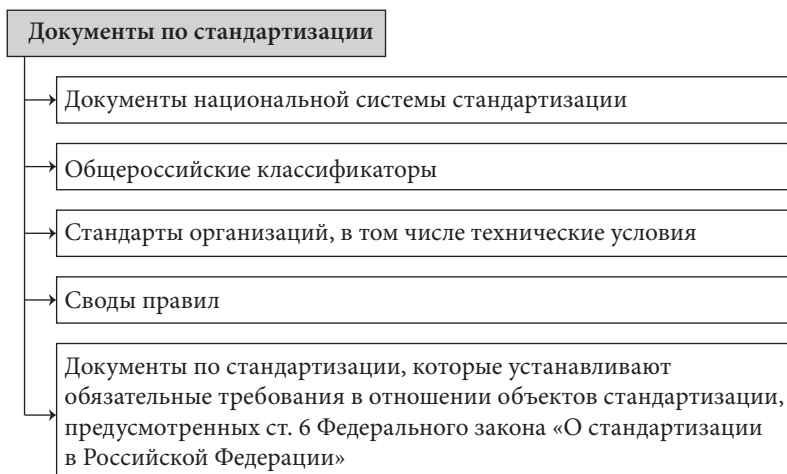 Документы по стандартизации
Документы национальной системы стандартизации
Общероссийские классификаторы
Стандарты организаций, в том числе технические условия
Своды правил
Документы по стандартизации, которые устанавливают
обязательные требования в отношении объектов стандартизации,
предусмотренных ст. 6 Федерального закона «О стандартизации
в Российской Федерации»